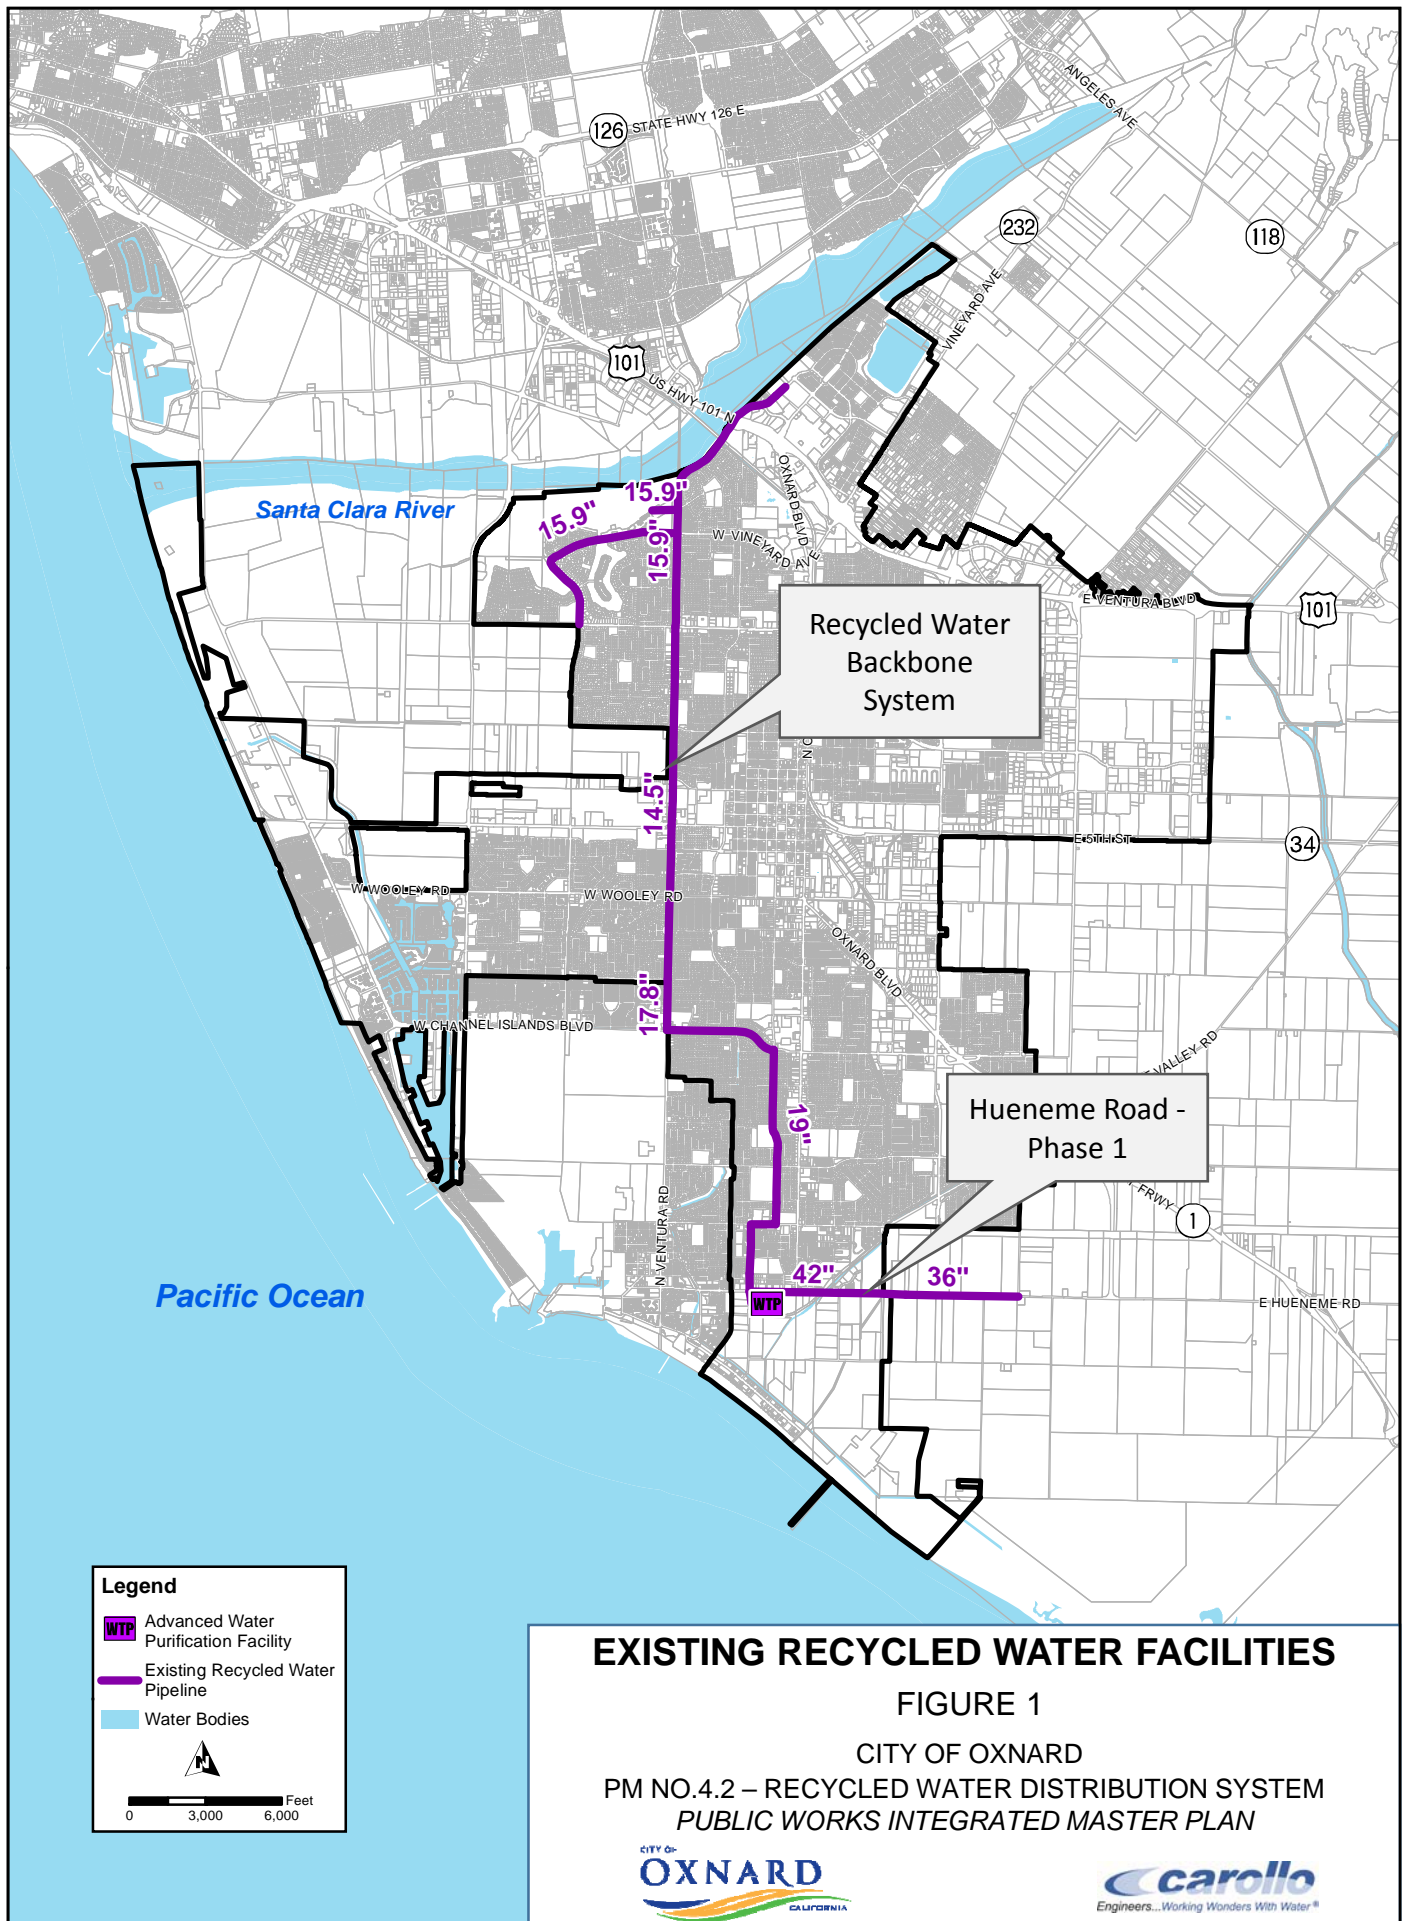 ANGELES AVE
126
STATE HWY 126 E
232
118
VINEYARD AVE
101
US HWY 101 N
OXNARD BLVD
Santa Clara River
15.9"
15.9"
15.9"
W VINEYARD AVE
E
E VENTURA BLVD
101
Recycled Water
Backbone
System
N O
14.5"
E 5TH ST
34
W WOOLEY RD
W WOOLEY RD
OXNARD BLVD
17.8"
W CHANNEL ISLANDS BLVD
VALLEY RD
19"
Hueneme Road -
Phase 1
FRWY
1
N VENTURA RD
42"
36"
Pacific Ocean
WTP
E HUENEME RD
Legend
WTP
Advanced Water
Purification Facility
Existing Recycled Water
Pipeline
Water Bodies
N
Feet
0 3,000 6,000
EXISTING RECYCLED WATER FACILITIES
FIGURE 1
CITY OF OXNARD
PM NO.4.2 – RECYCLED WATER DISTRIBUTION SYSTEM
PUBLIC WORKS INTEGRATED MASTER PLAN
CITY OF
OXNARD
CALIFORNIA
carollo
Engineers...Working Wonders With Water®